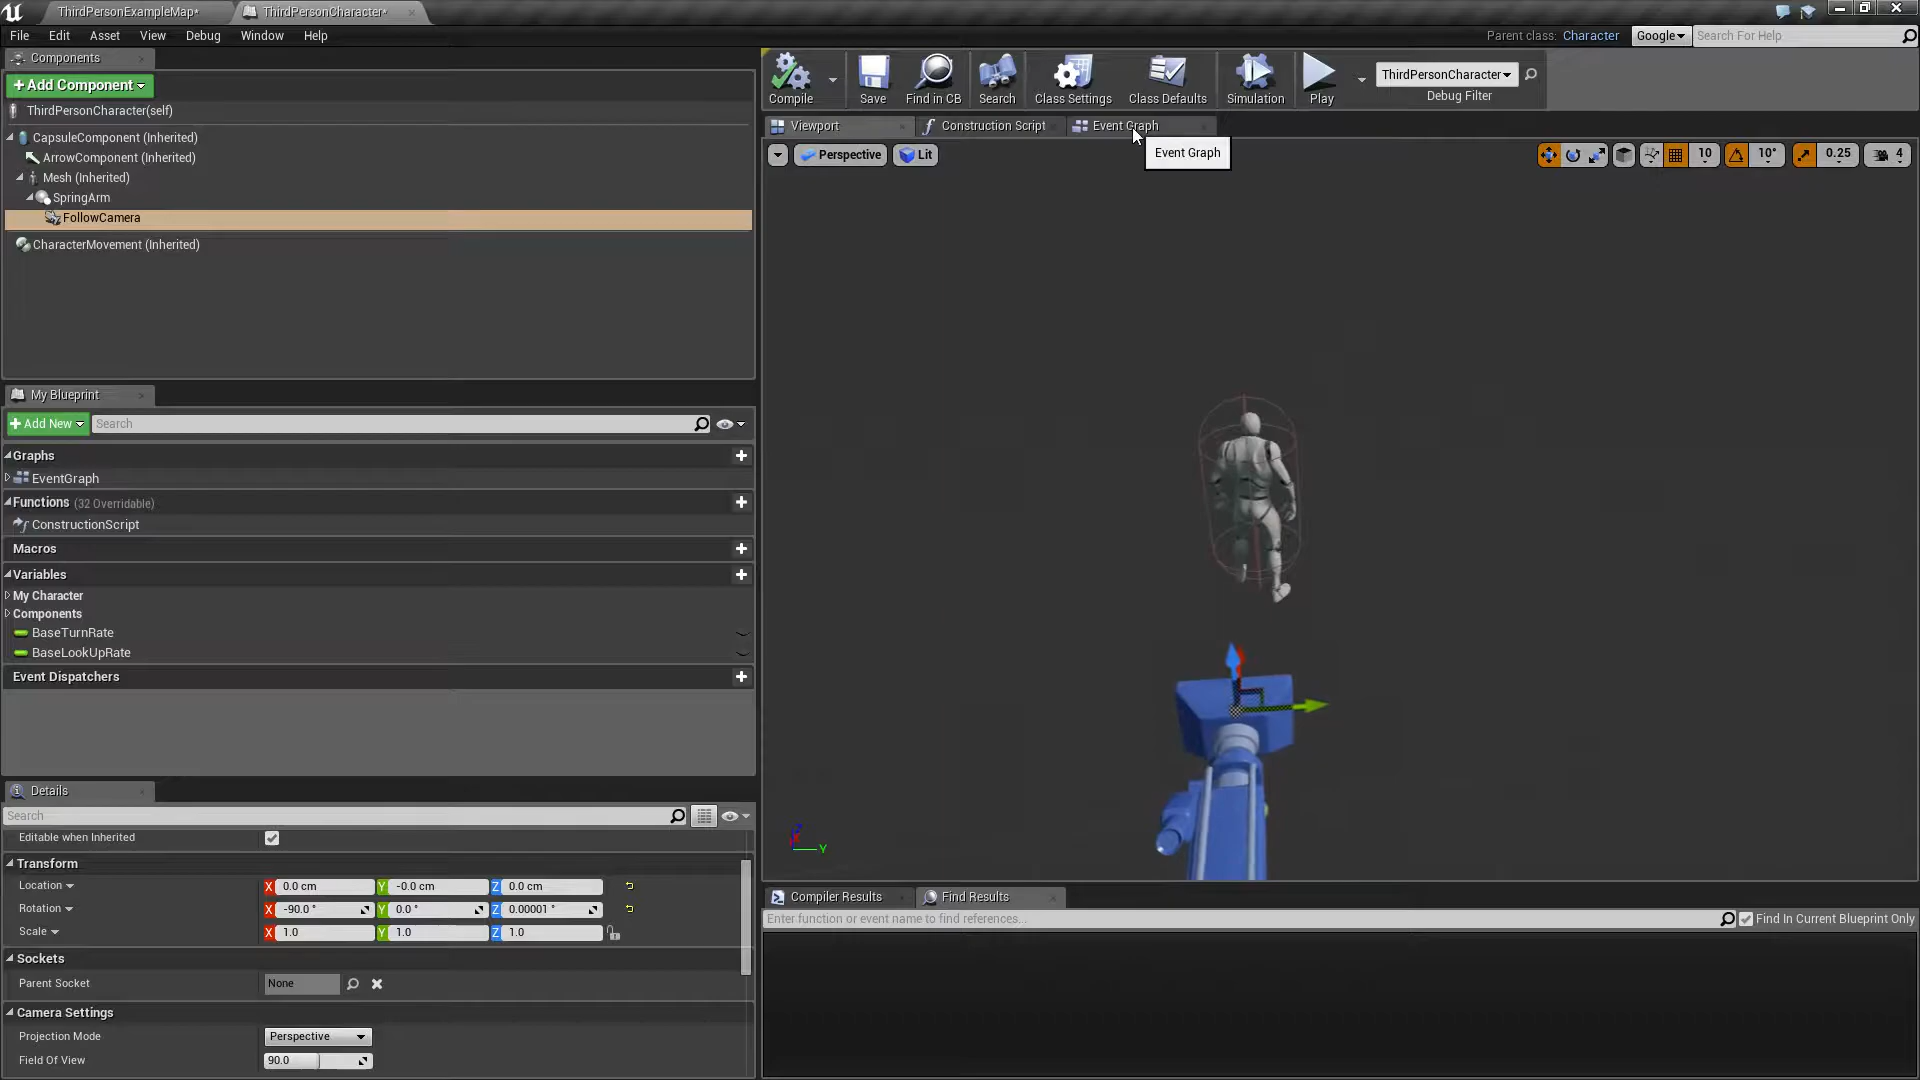 ThirdPersonExampleMap*
ThirdPersonCharacter*
File Edit Asset View Debug Window Help
Parent class: Character
Google
Search For Help
Components
Add Component
ThirdPersonCharacter(self)
CapsuleComponent (Inherited)
ArrowComponent (Inherited)
Mesh (Inherited)
SpringArm
FollowCamera
CharacterMovement (Inherited)
Compile Save Find in CB Search Class Settings Class Defaults Simulation Play
ThirdPersonCharacter
Debug Filter
Viewport Construction Script Event Graph
Perspective Lit
Event Graph
10 10° 0.25 4
My Blueprint
Add New
Search
Graphs
EventGraph
Functions (32 Overridable)
ConstructionScript
Macros
Variables
My Character
Components
BaseTurnRate
BaseLookUpRate
Event Dispatchers
Y
Details
Search
Editable when Inherited
Transform
Location X 0.0 cm Y -0.0 cm Z 0.0 cm
Rotation X -90.0 ° Y 0.0 ° Z 0.00001 °
Scale X 1.0 Y 1.0 Z 1.0
Sockets
Parent Socket None
Camera Settings
Projection Mode Perspective
Field Of View 90.0
Compiler Results Find Results
Enter function or event name to find references...
Find In Current Blueprint Only